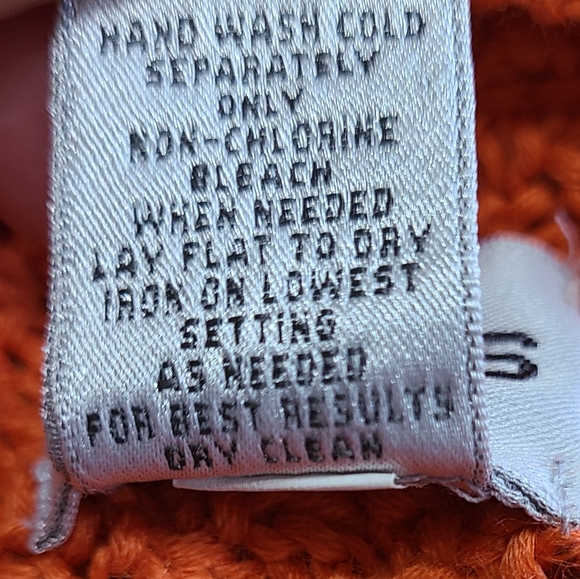 HAND WASH COLD
SEPARATELY
ONLY
NON-CHLORINE
BLEACH
WHEN NEEDED
LAY FLAT TO DRY
IRON ON LOWEST
SETTING
AS NEEDED
FOR BEST RESULTS
DRY CLEAN
S